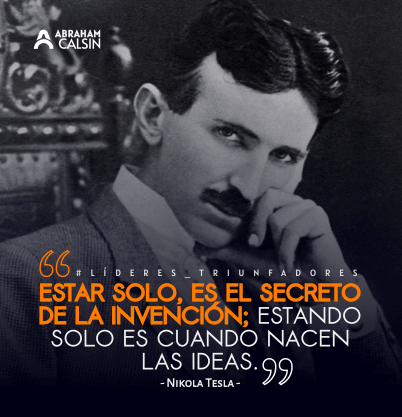 ABRAHAM
CALSIN
“
#LÍDERES_TRIUNFADORES
ESTAR SOLO, ES EL SECRETO
DE LA INVENCIÓN; ESTANDO
SOLO ES CUANDO NACEN
LAS IDEAS.”
- NIKOLA TESLA -